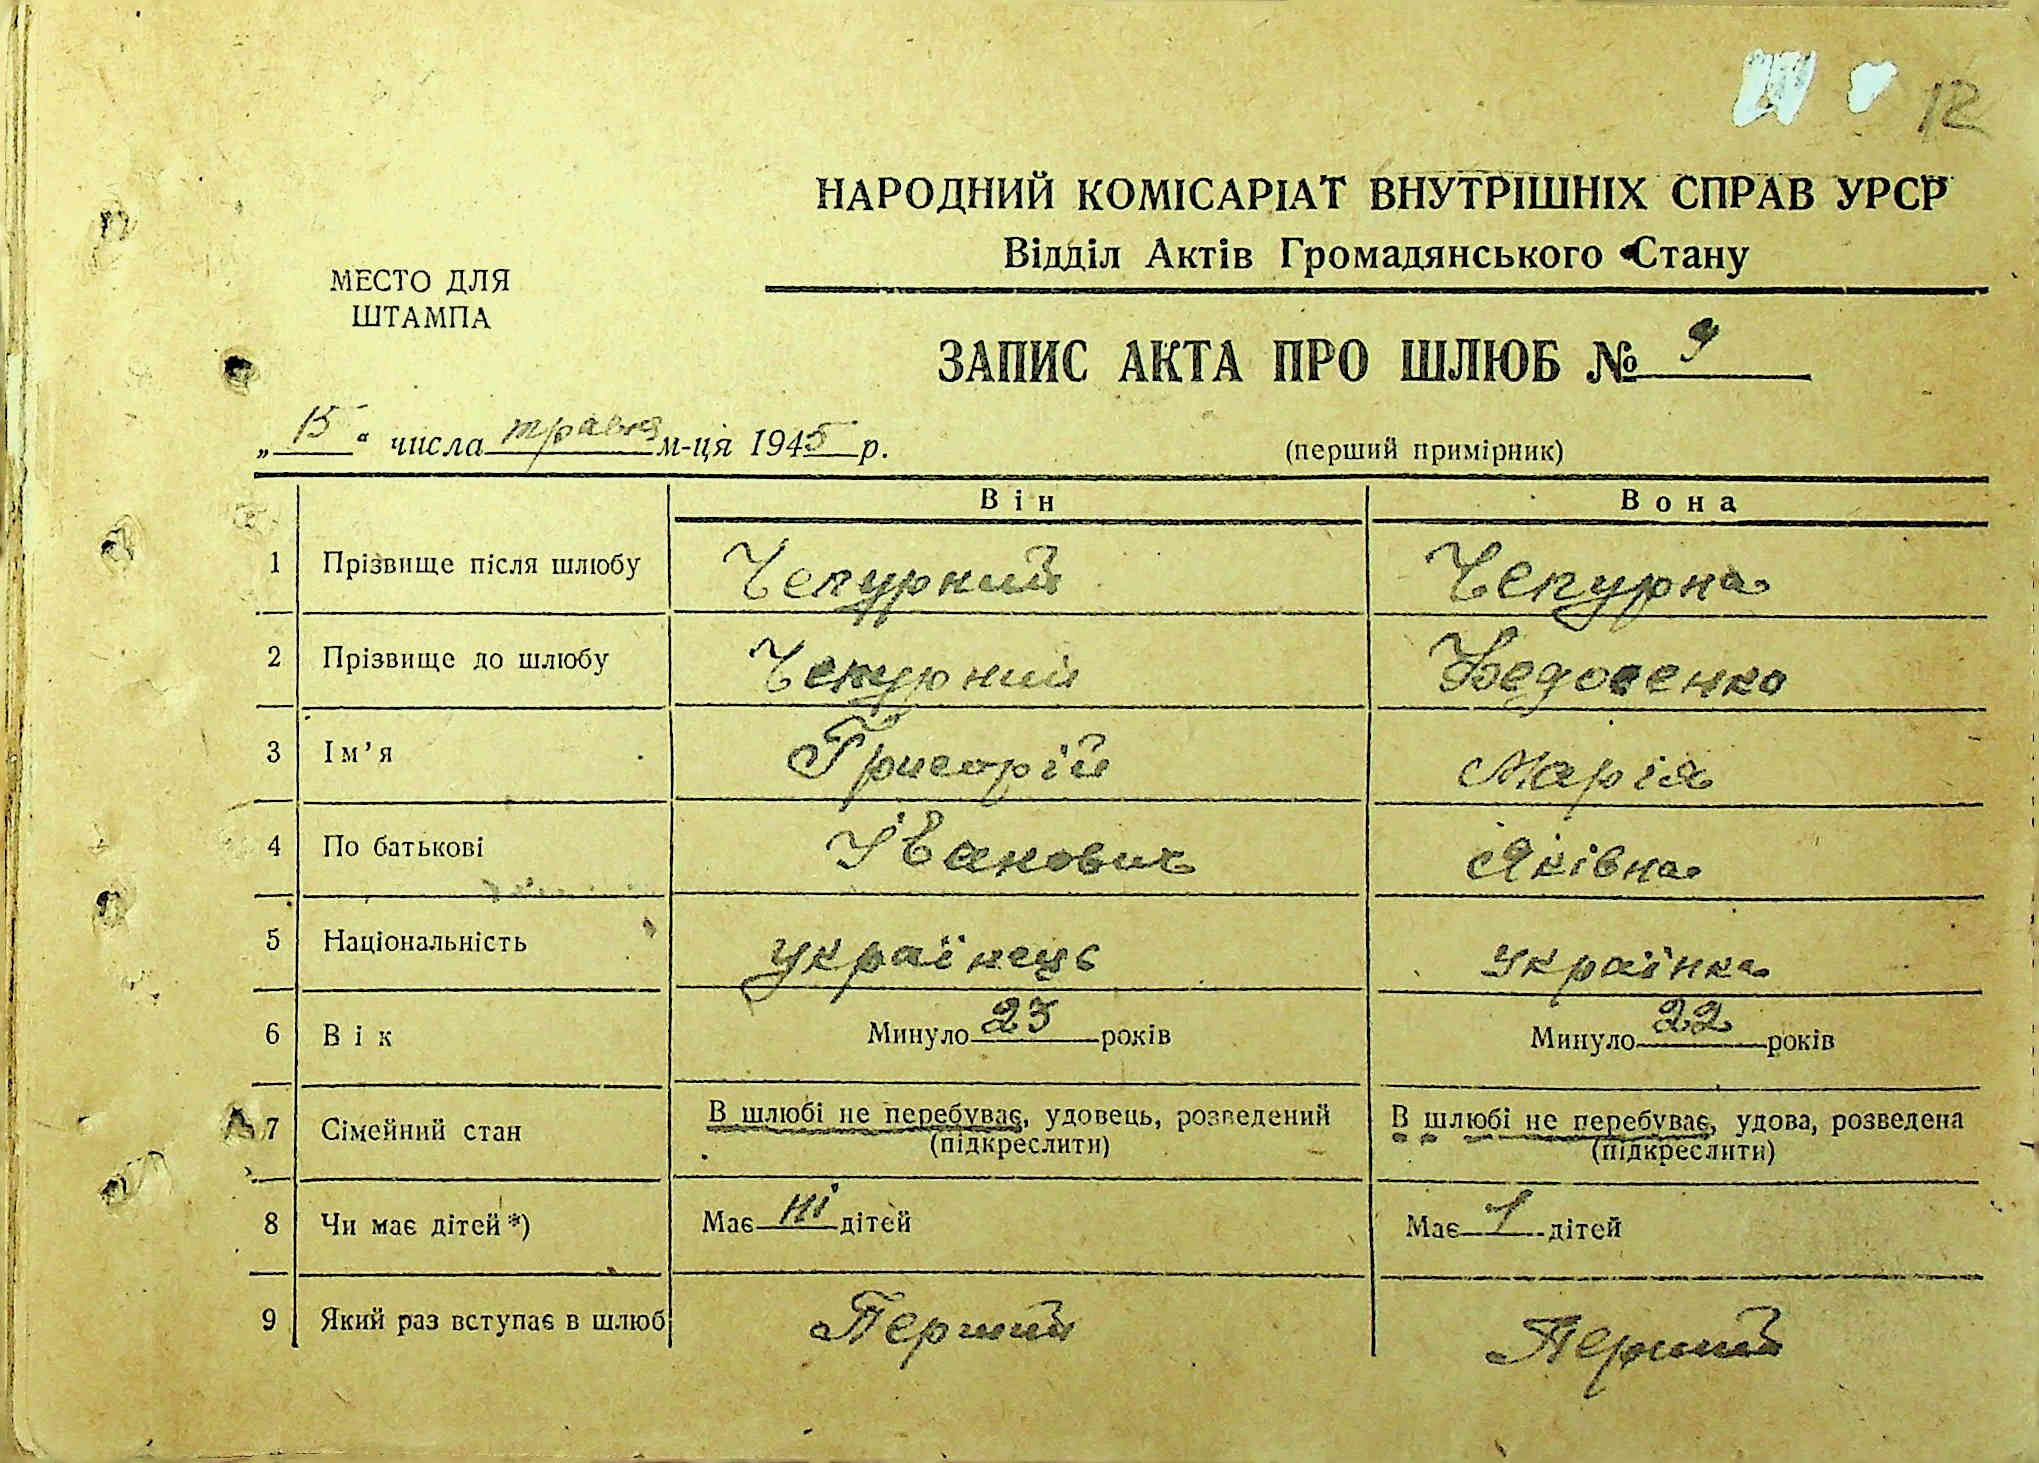 12
НАРОДНИЙ КОМІСАРІАТ ВНУТРІШНІХ СПРАВ УРСР
Відділ Актів Громадянського Стану
МЕСТО ДЛЯ
ШТАМПА
ЗАПИС АКТА ПРО ШЛЮБ № 9
„15“ числа травня м-ця 1945 р.
(перший примірник)
Він Вона
1 Прізвище після шлюбу Чепурний Чепурна
2 Прізвище до шлюбу Чепурний
3 Ім’я Григорій Марія
4 По батькові Іванович Яківна
5 Національність українець українка
6 Вік Минуло 23 років Минуло 22 років
7 Сімейний стан В шлюбі не перебуває, удовець, розведений В шлюбі не перебуває, удова, розведена
(підкреслити) (підкреслити)
8 Чи має дітей*) Має ні дітей Має 1 дітей
9 Який раз вступає в шлюб Перший Перший